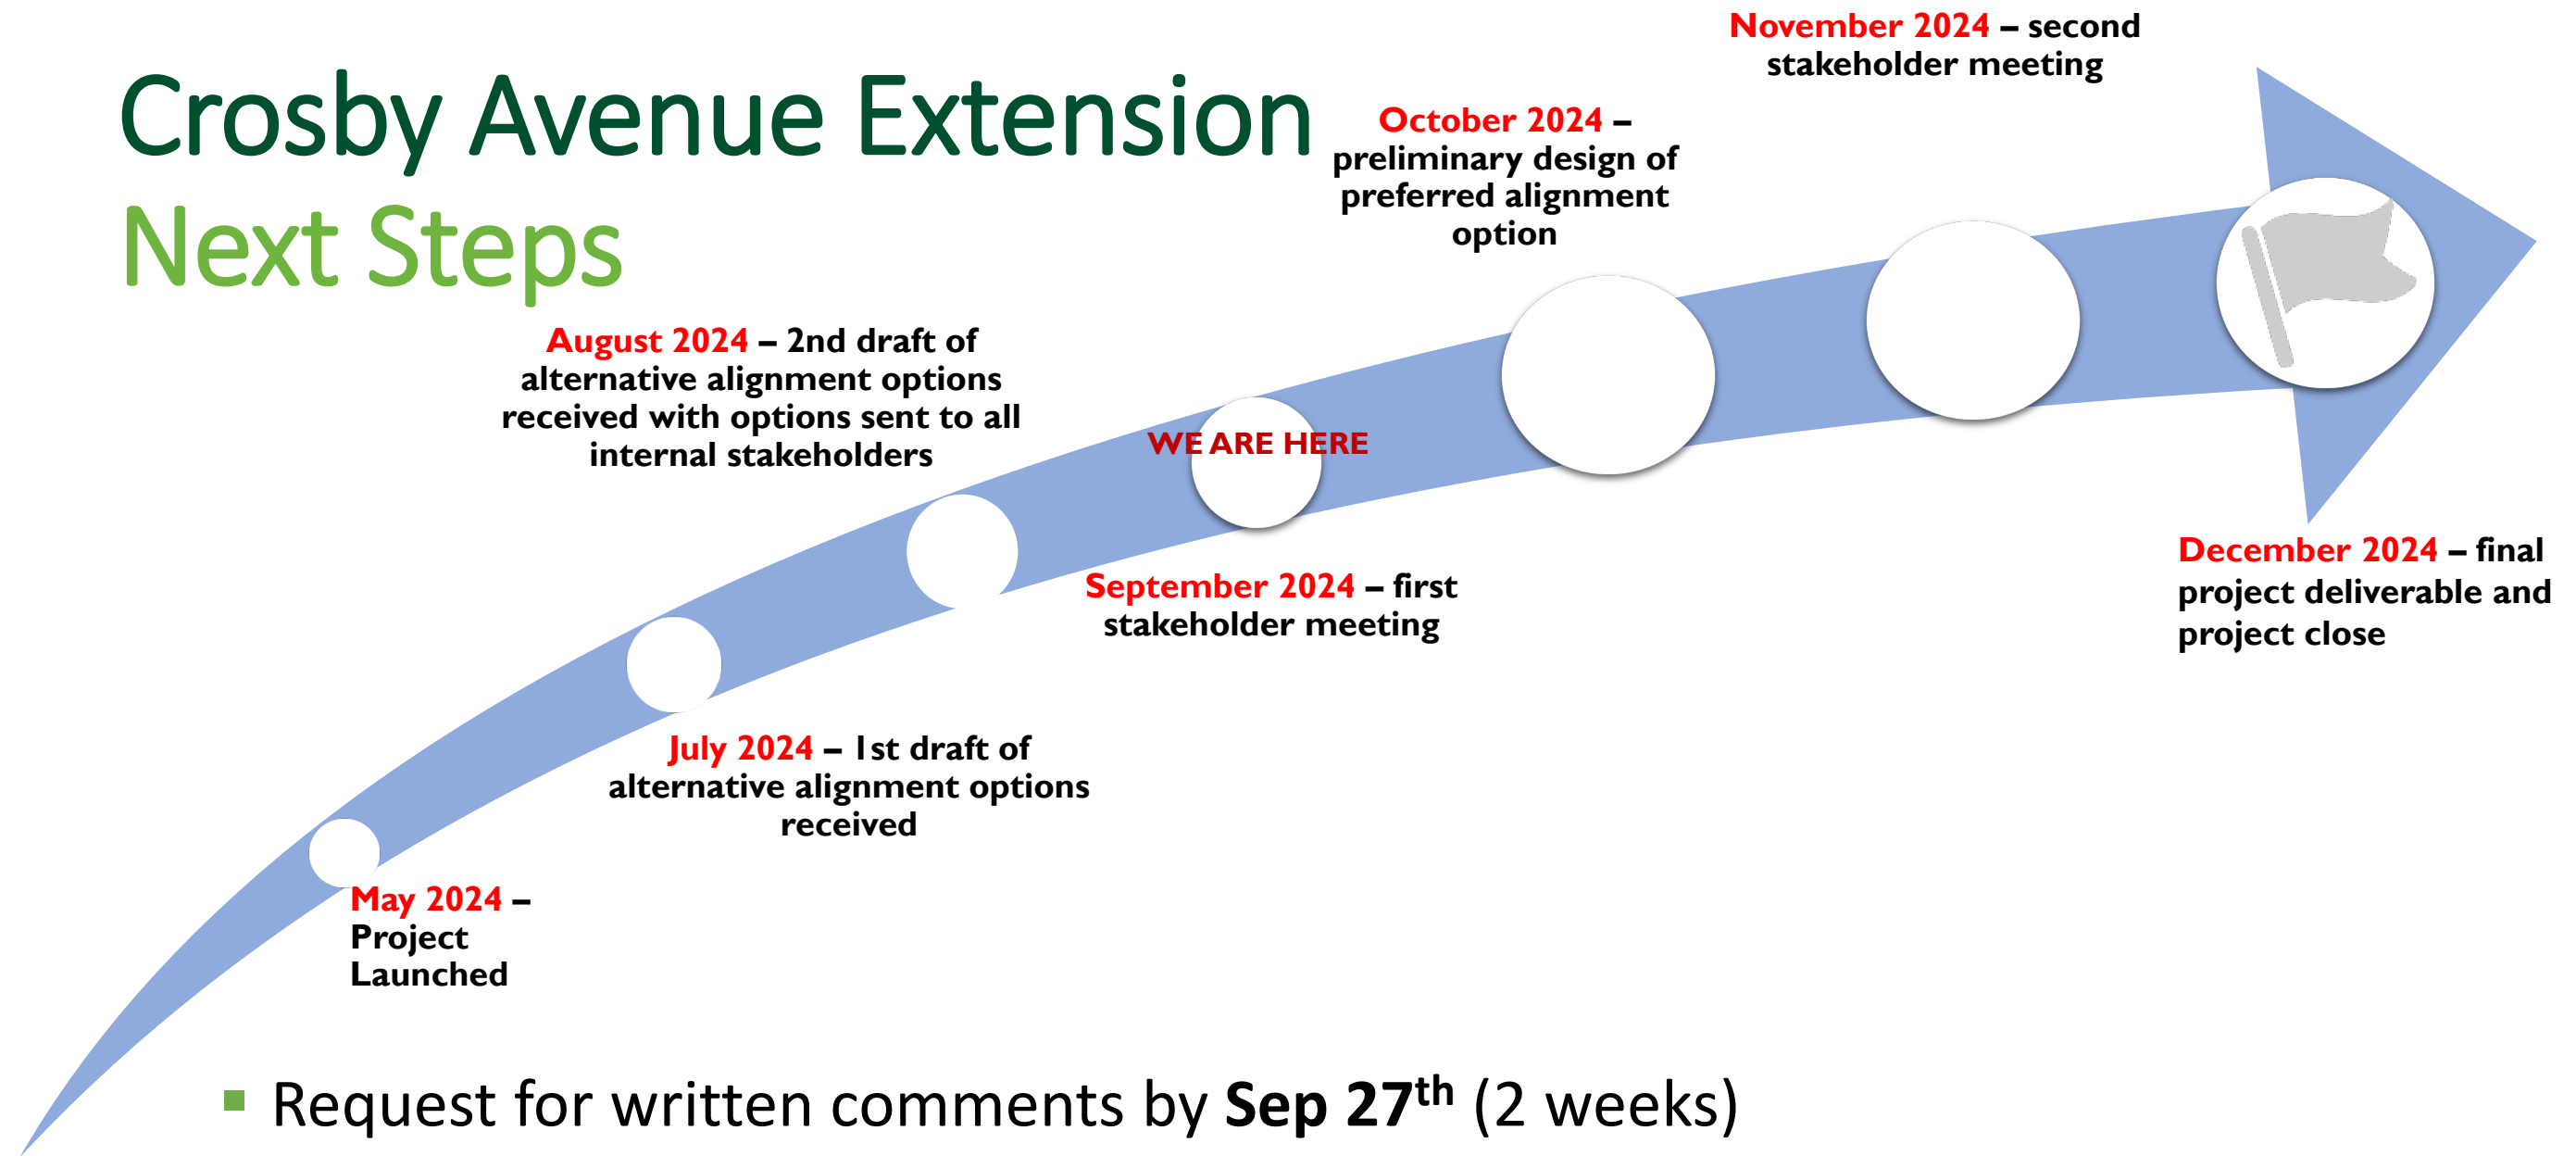 Crosby Avenue Extension
Next Steps
November 2024 – second
stakeholder meeting
October 2024 –
preliminary design of
preferred alignment
option
August 2024 – 2nd draft of
alternative alignment options
received with options sent to all
internal stakeholders
WE ARE HERE
September 2024 – first
stakeholder meeting
December 2024 – final
project deliverable and
project close
July 2024 – 1st draft of
alternative alignment options
received
May 2024 –
Project
Launched
▪ Request for written comments by Sep 27th (2 weeks)